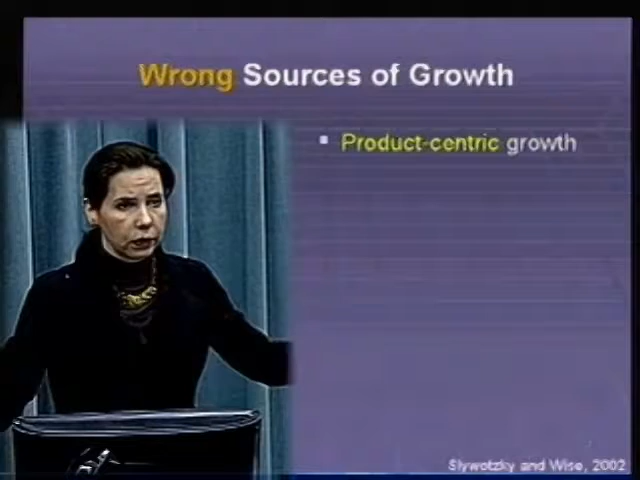 Wrong Sources of Growth
Product-centric growth
Slywotzky and Wise, 2002